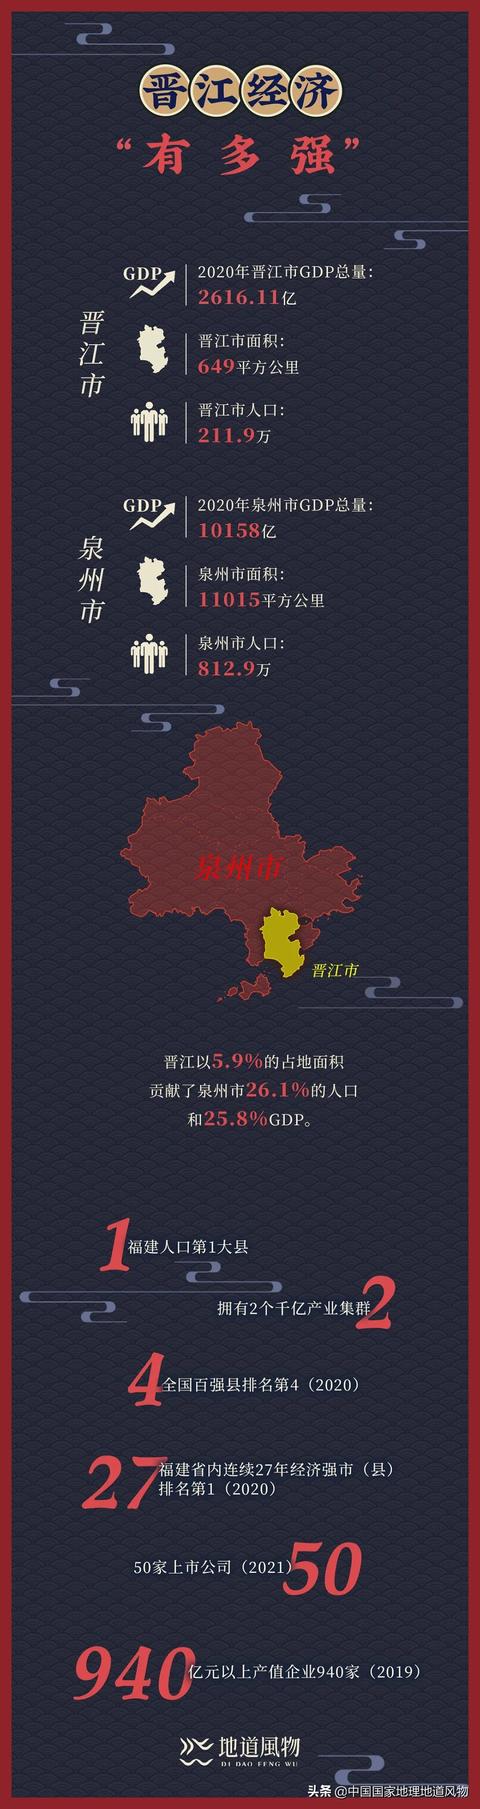 晋江经济
“有多强”
晋江市
GDP
2020年晋江市GDP总量：
2616.11亿
晋江市面积：
649平方公里
晋江市人口：
211.9万
泉州市
GDP
2020年泉州市GDP总量：
10158亿
泉州市面积：
11015平方公里
泉州市人口：
812.9万
泉州市
晋江市
晋江以5.9%的占地面积
贡献了泉州市26.1%的人口
和25.8%GDP。
1
福建人口第1大县
拥有2个千亿产业集群
2
4
全国百强县排名第4（2020）
27
福建省内连续27年经济强市（县）
排名第1（2020）
50家上市公司（2021）
50
940
亿元以上产值企业940家（2019）
地道風物
DI DAO FENG WU
头条 @中国国家地理地道风物